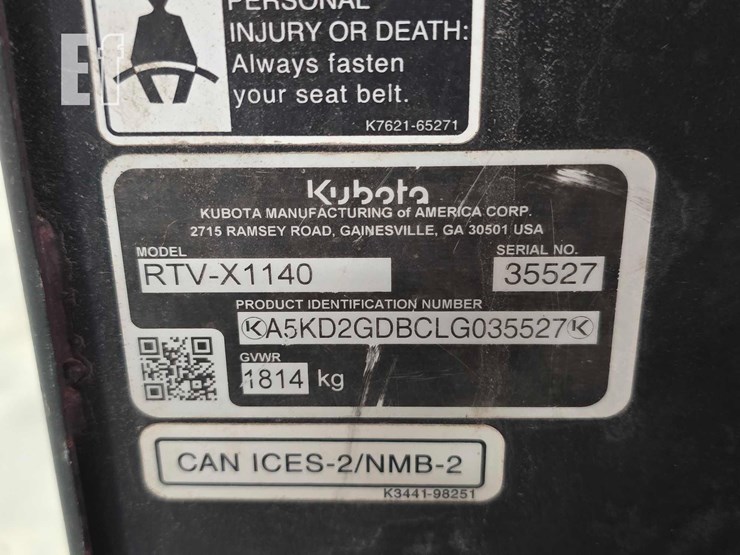 PERSONAL
INJURY OR DEATH:
Always fasten
your seat belt.
K7621-65271
Ef
Kubota
KUBOTA MANUFACTURING of AMERICA CORP.
2715 RAMSEY ROAD, GAINESVILLE, GA 30501 USA
MODEL
RTV-X1140
SERIAL NO.
35527
PRODUCT IDENTIFICATION NUMBER
A5KD2GDBCLG035527
GVWR
1814 kg
CAN ICES-2/NMB-2
K3441-98251